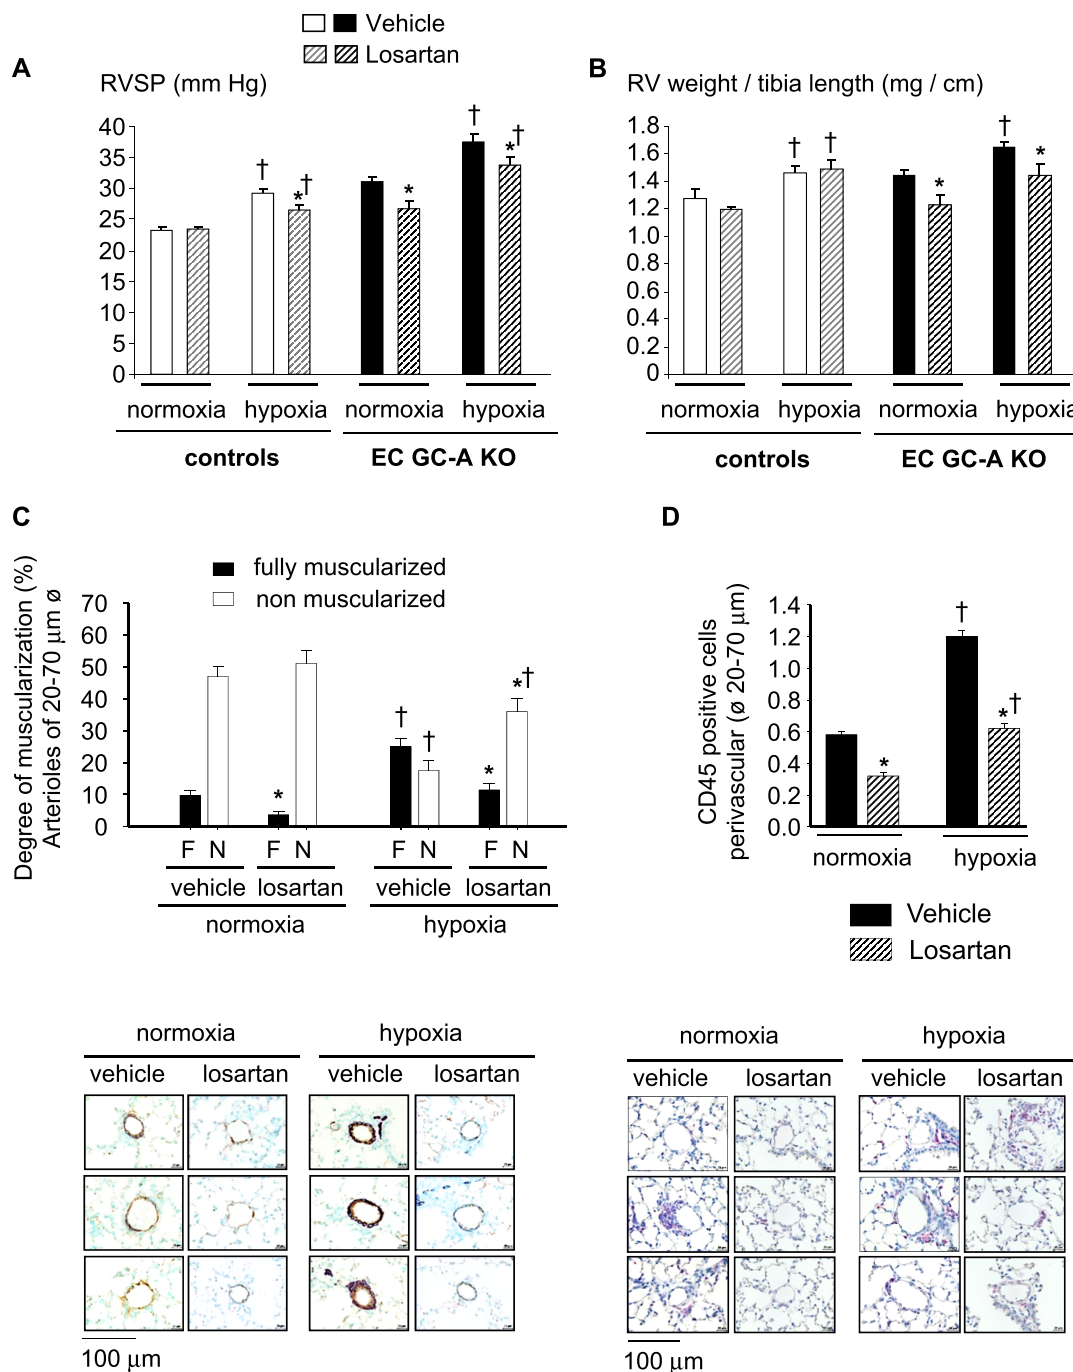 Vehicle
Losartan
A
RVSP (mm Hg)
40
35
30
25
20
15
10
5
0
† *† * † *†
normoxia hypoxia normoxia hypoxia
controls EC GC-A KO
B
RV weight / tibia length (mg / cm)
1.8
1.6
1.4
1.2
1.0
0.8
0.6
0.4
0.2
0
† † * † *
normoxia hypoxia normoxia hypoxia
controls EC GC-A KO
C
fully muscularized
non muscularized
Degree of muscularization (%)
Arterioles of 20-70 µm ø
70
60
50
40
30
20
10
0
* † † * *†
F N F N F N F N
vehicle losartan vehicle losartan
normoxia hypoxia
D
CD45 positive cells
perivascular (ø 20-70 µm)
1.4
1.2
1.0
0.8
0.6
0.4
0.2
0.0
* † *†
normoxia hypoxia
Vehicle
Losartan
normoxia hypoxia
vehicle losartan vehicle losartan
100 µm
normoxia hypoxia
vehicle losartan vehicle losartan
100 µm